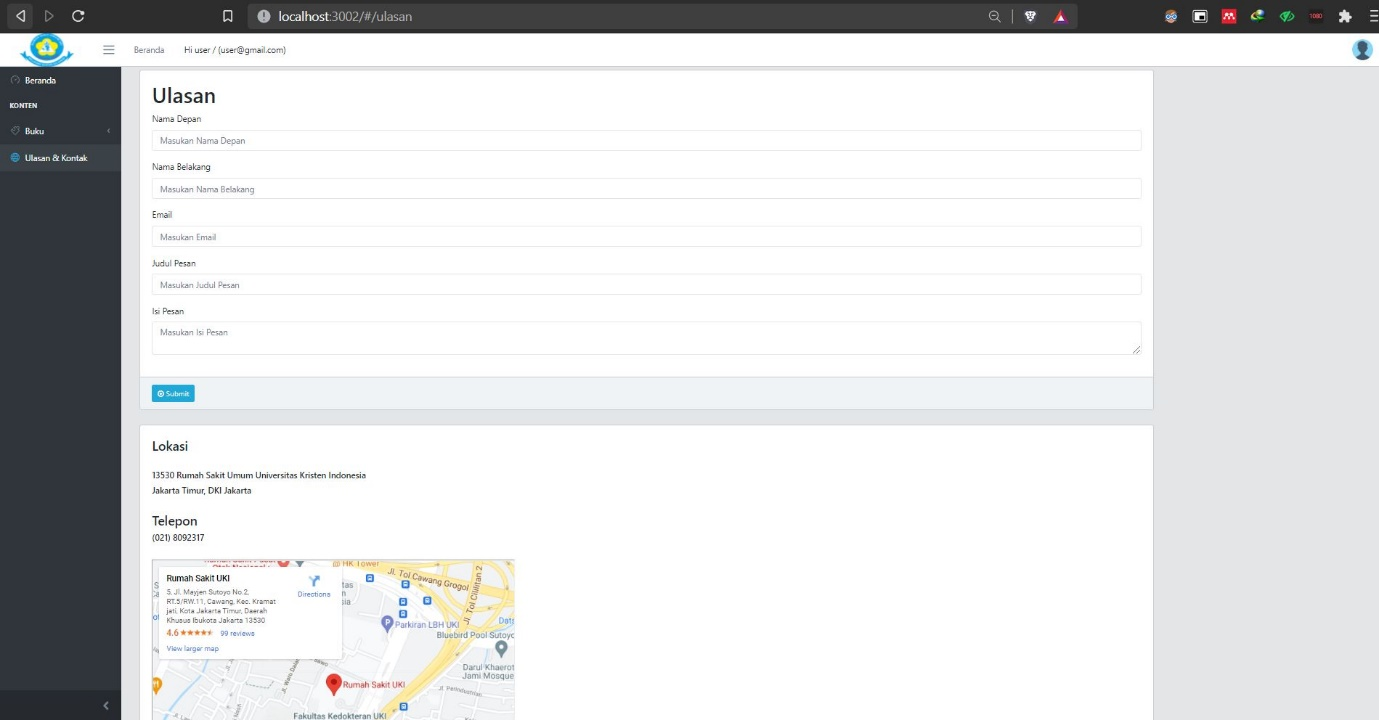 localhost:3002/#/ulasan
1080
Beranda
Hi user / (user@gmail.com)
Beranda
KONTEN
Buku
Ulasan & Kontak
Ulasan
Nama Depan
Masukan Nama Depan
Nama Belakang
Masukan Nama Belakang
Email
Masukan Email
Judul Pesan
Masukan Judul Pesan
Isi Pesan
Masukan Isi Pesan
Submit
Lokasi
13530 Rumah Sakit Umum Universitas Kristen Indonesia
Jakarta Timur, DKI Jakarta
Telepon
(021) 8092317
HK Tower
Rumah Sakit UKI
5, Jl. Mayjen Sutoyo No.2,
RT.5/RW.11, Cawang, Kec. Kramat
jati, Kota Jakarta Timur, Daerah
Khusus Ibukota Jakarta 13530
4.6 99 reviews
View larger map
Directions
Jl. Tol Cawang Grogol
Jl. Tol Cililitan 2
Parkiran LBH UKI
Bluebird Pool Sutoyo
Darul Khaerot
Jami Mosque
Rumah Sakit UKI
Fakultas Kedokteran UKI